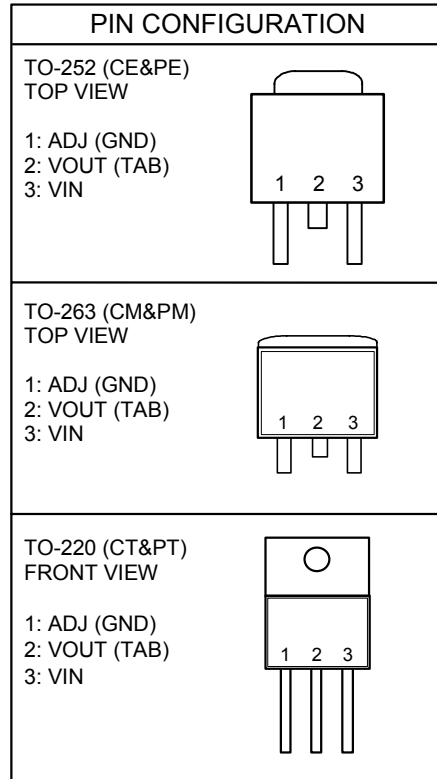 PIN CONFIGURATION
TO-252 (CE&PE)
TOP VIEW
1: ADJ (GND)
2: VOUT (TAB)
3: VIN
1 2 3
TO-263 (CM&PM)
TOP VIEW
1: ADJ (GND)
2: VOUT (TAB)
3: VIN
1 2 3
TO-220 (CT&PT)
FRONT VIEW
1: ADJ (GND)
2: VOUT (TAB)
3: VIN
1 2 3